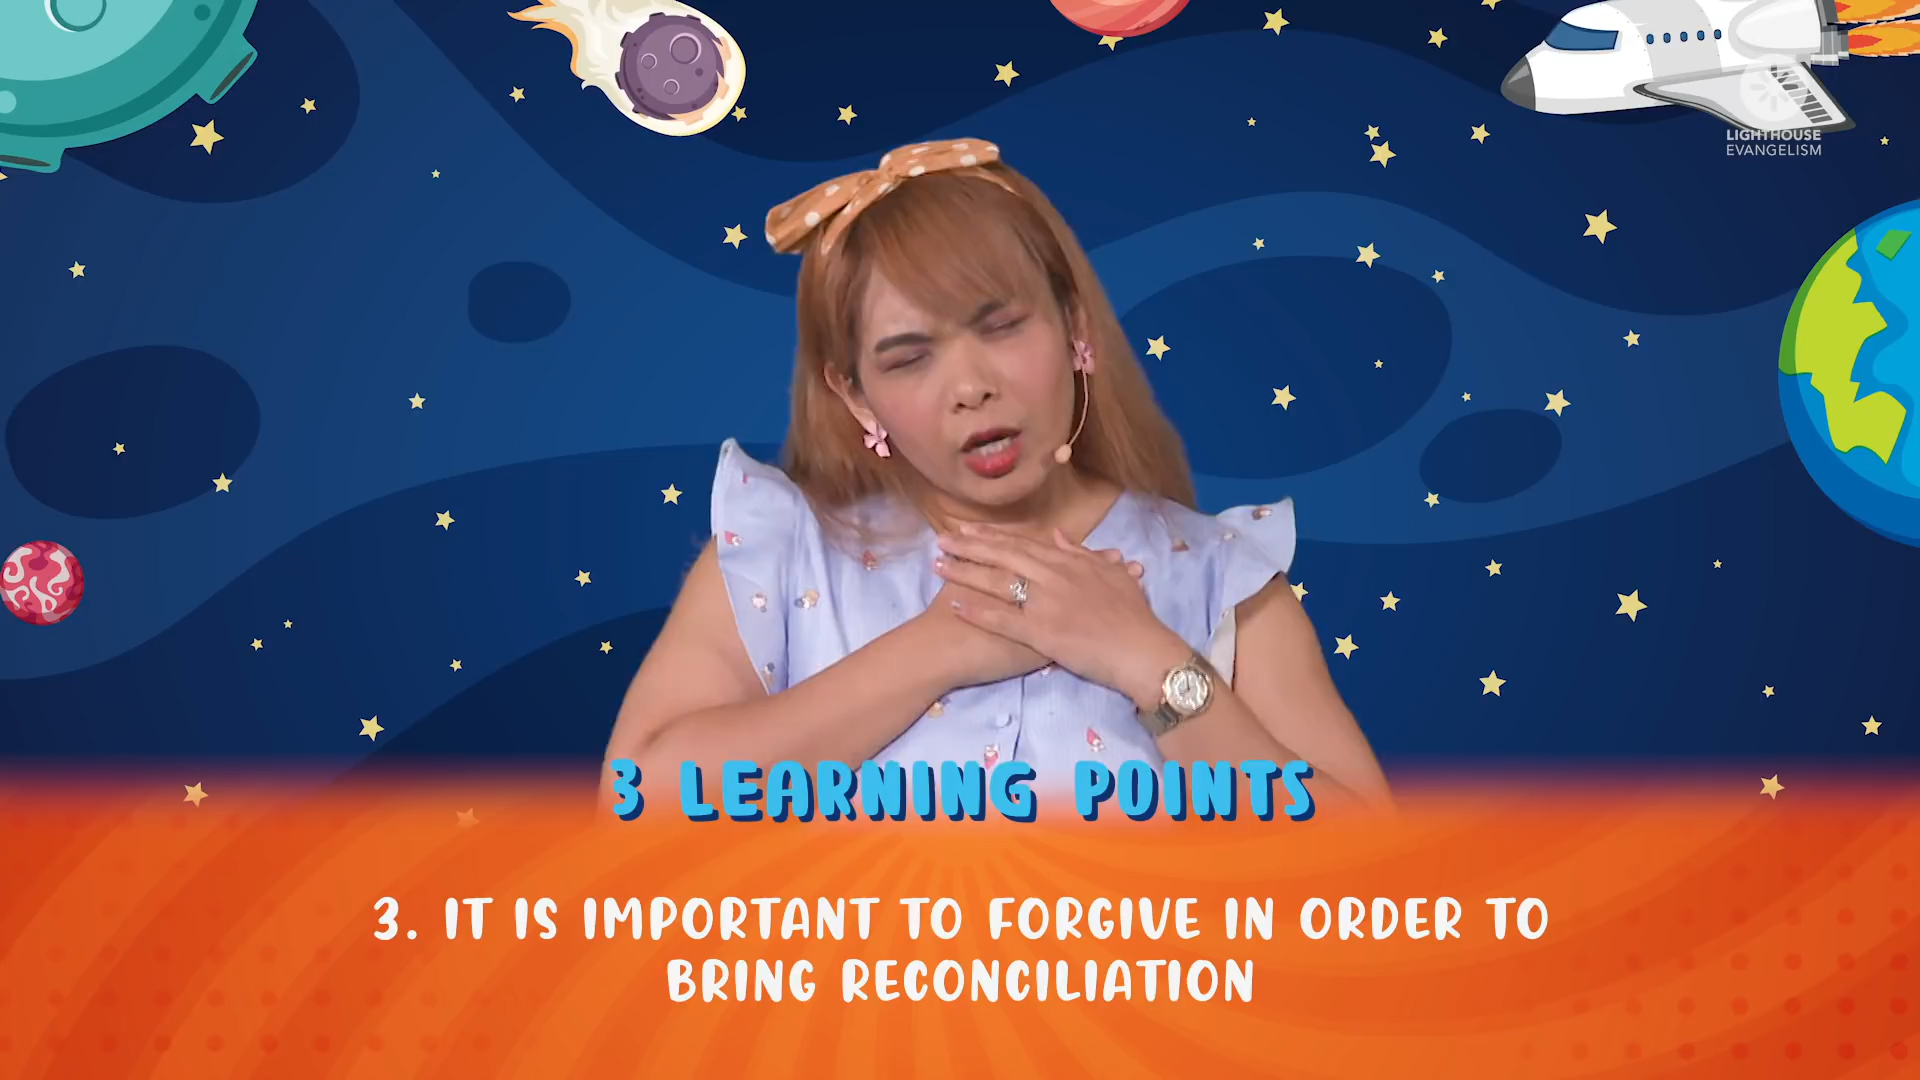 LIGHTHOUSE
EVANGELISM
3 LEARNING POINTS
3. IT IS IMPORTANT TO FORGIVE IN ORDER TO
BRING RECONCILIATION